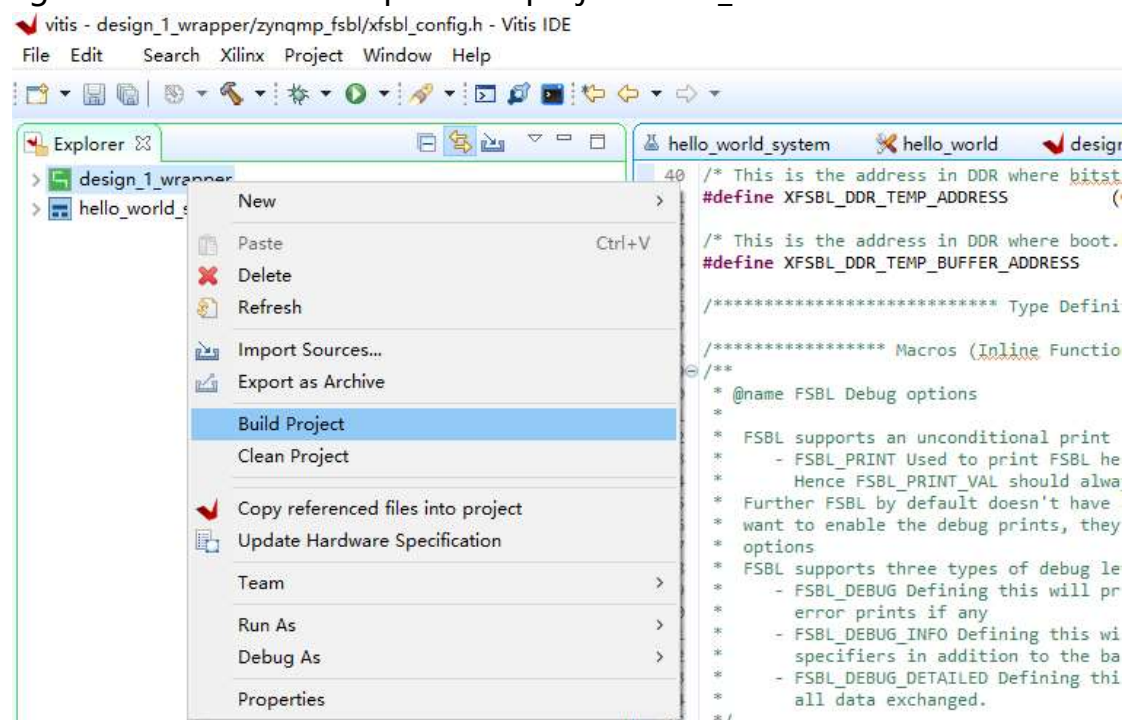 vitis - design_1_wrapper/zynqmp_fsbl/xfsbl_config.h - Vitis IDE
File Edit Search Xilinx Project Window Help
Explorer
design_1_wrapper
hello_world_s
New
Paste Ctrl+V
Delete
Refresh
Import Sources...
Export as Archive
Build Project
Clean Project
Copy referenced files into project
Update Hardware Specification
Team
Run As
Debug As
Properties
hello_world_system hello_world design
40 /* This is the address in DDR where bitst
#define XFSBL_DDR_TEMP_ADDRESS (
/* This is the address in DDR where boot.
#define XFSBL_DDR_TEMP_BUFFER_ADDRESS
/*************************** Type Defini
/***************** Macros (Inline Functio
/**
* @name FSBL Debug options
*
* FSBL supports an unconditional print
* - FSBL_PRINT Used to print FSBL he
* Hence FSBL_PRINT_VAL should alwa
* Further FSBL by default doesn't have
* want to enable the debug prints, they
* options
* FSBL supports three types of debug le
* - FSBL_DEBUG Defining this will pr
* error prints if any
* - FSBL_DEBUG_INFO Defining this wi
* specifiers in addition to the ba
* - FSBL_DEBUG_DETAILED Defining thi
* all data exchanged.
*/